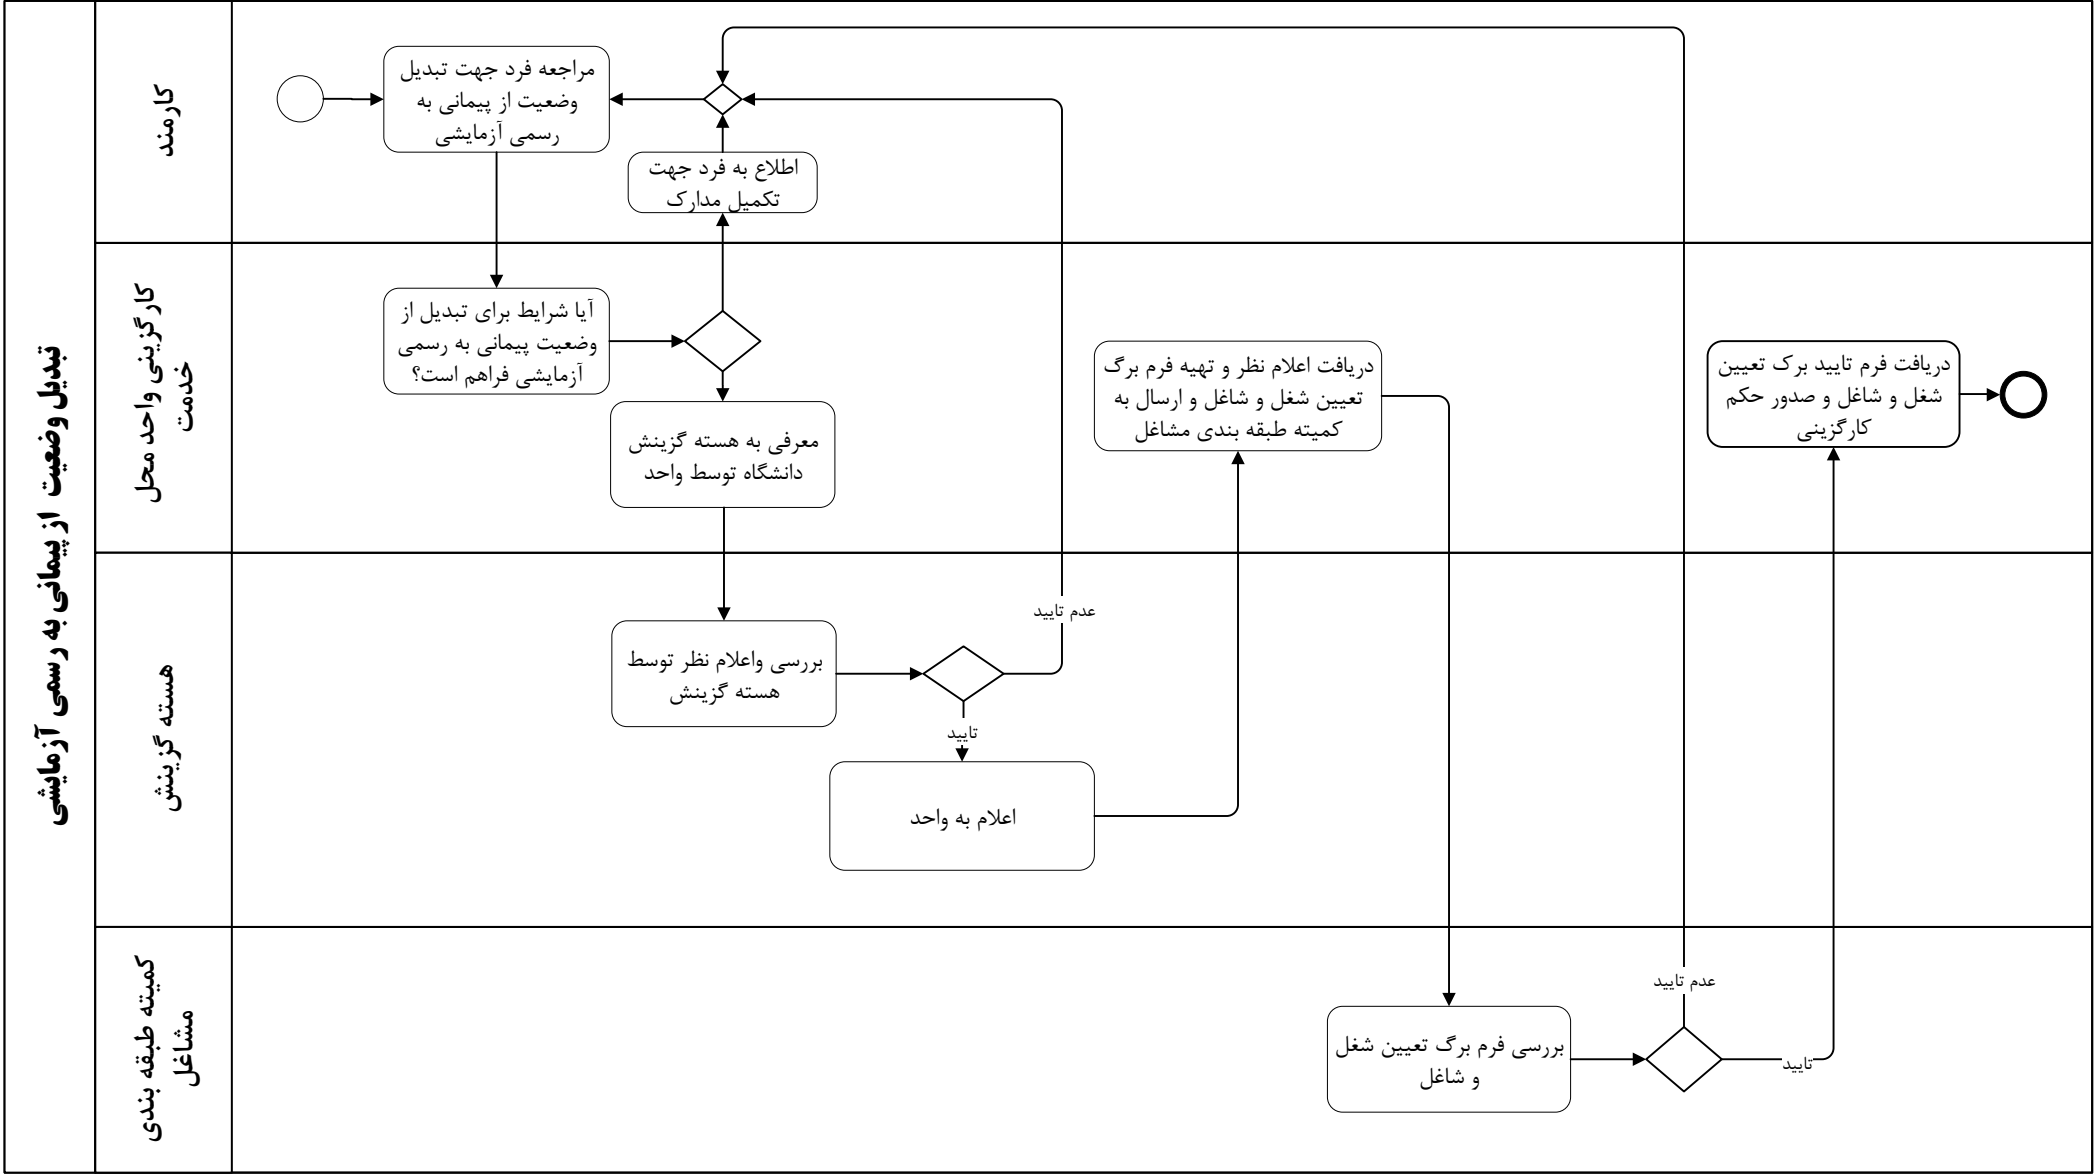 تبدیل وضعیت از پیمانی به رسمی آزمایشی
کارمند
مراجعه فرد جهت تبدیل
وضعیت از پیمانی به
رسمی آزمایشی
اطلاع به فرد جهت
تکمیل مدارک
کارگزینی واحد محل
خدمت
آیا شرایط برای تبدیل از
وضعیت پیمانی به رسمی
آزمایشی فراهم است؟
معرفی به هسته گزینش
دانشگاه توسط واحد
دریافت اعلام نظر و تهیه فرم برگ
تعیین شغل و شاغل و ارسال به
کمیته طبقه بندی مشاغل
دریافت فرم تایید برک تعیین
شغل و شاغل و صدور حکم
کارگزینی
هسته گزینش
بررسی واعلام نظر توسط
هسته گزینش
عدم تایید
تایید
اعلام به واحد
کمیته طبقه بندی
مشاغل
بررسی فرم برگ تعیین شغل
و شاغل
عدم تایید
تایید